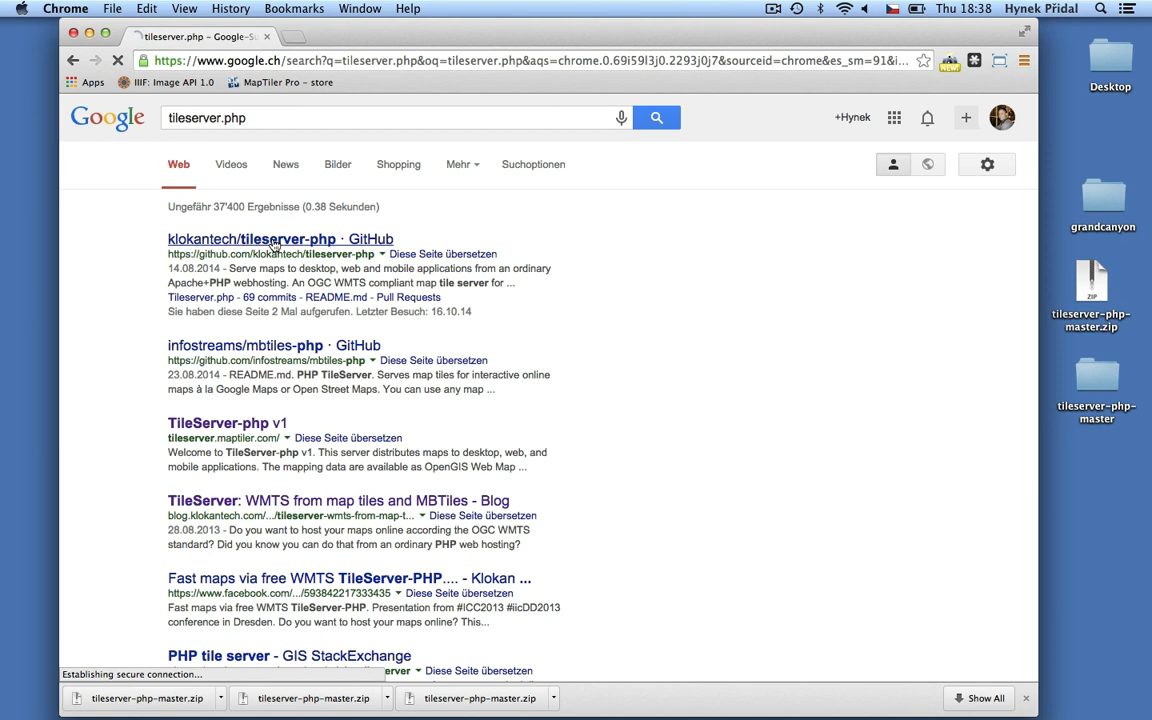 Chrome File Edit View History Bookmarks Window Help Thu 18:38 Hynek Přidal
tileserver.php - Google-Su
https://www.google.ch/search?q=tileserver.php&oq=tileserver.php&aqs=chrome.0.69i59l3j0.2293j0j7&sourceid=chrome&es_sm=91&i...
NEW!
Apps IIIF: Image API 1.0 MapTiler Pro - store
Desktop
Google tileserver.php +Hynek
Web Videos News Bilder Shopping Mehr Suchoptionen
Ungefähr 37'400 Ergebnisse (0.38 Sekunden)
klokantech/tileserver-php · GitHub
https://github.com/klokantech/tileserver-php Diese Seite übersetzen
14.08.2014 - Serve maps to desktop, web and mobile applications from an ordinary
Apache+PHP webhosting. An OGC WMTS compliant map tile server for ...
Tileserver.php - 69 commits - README.md - Pull Requests
Sie haben diese Seite 2 Mal aufgerufen. Letzter Besuch: 16.10.14
infostreams/mbtiles-php · GitHub
https://github.com/infostreams/mbtiles-php Diese Seite übersetzen
23.08.2014 - README.md. PHP TileServer. Serves map tiles for interactive online
maps à la Google Maps or Open Street Maps. You can use any map ...
TileServer-php v1
tileserver.maptiler.com/ Diese Seite übersetzen
Welcome to TileServer-php v1. This server distributes maps to desktop, web, and
mobile applications. The mapping data are available as OpenGIS Web Map ...
TileServer: WMTS from map tiles and MBTiles - Blog
blog.klokantech.com/.../tileserver-wmts-from-map-t... Diese Seite übersetzen
28.08.2013 - Do you want to host your maps online according the OGC WMTS
standard? Did you know you can do that from an ordinary PHP web hosting?
Fast maps via free WMTS TileServer-PHP.... - Klokan ...
https://www.facebook.com/.../593842217333435 Diese Seite übersetzen
Fast maps via free WMTS TileServer-PHP. Presentation from #ICC2013 #iicDD2013
conference in Dresden. Do you want to host your maps online? This...
PHP tile server - GIS StackExchange
erver Diese Seite übersetzen
Establishing secure connection...
tileserver-php-master.zip tileserver-php-master.zip tileserver-php-master.zip Show All
grandcanyon
ZIP
tileserver-php-
master.zip
tileserver-php-
master